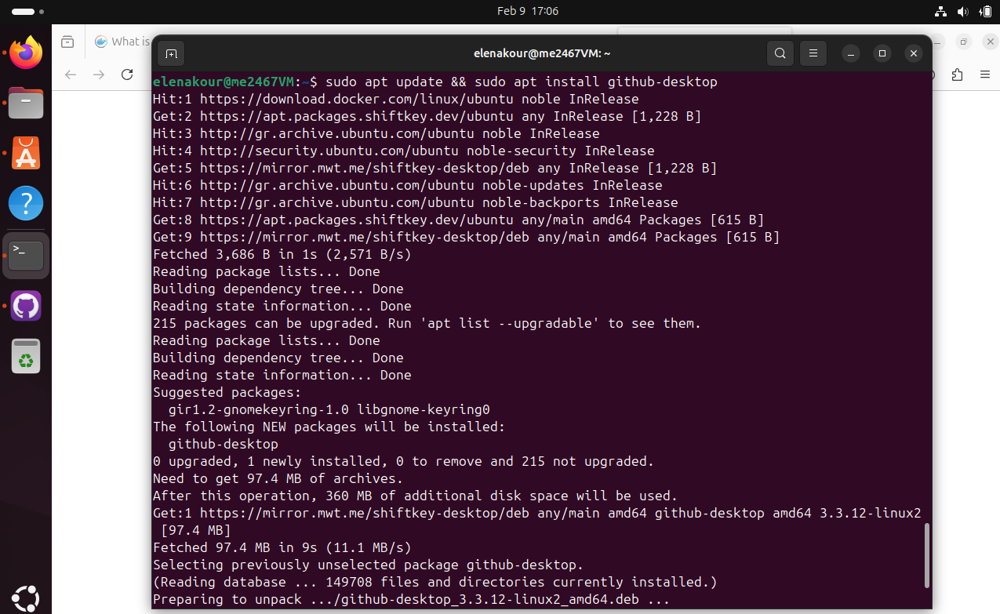 Feb 9 17:06
What is
elenakour@me2467VM: ~
elenakour@me2467VM:~$ sudo apt update && sudo apt install github-desktop
Hit:1 https://download.docker.com/linux/ubuntu noble InRelease
Get:2 https://apt.packages.shiftkey.dev/ubuntu any InRelease [1,228 B]
Hit:3 http://gr.archive.ubuntu.com/ubuntu noble InRelease
Hit:4 http://security.ubuntu.com/ubuntu noble-security InRelease
Get:5 https://mirror.mwt.me/shiftkey-desktop/deb any InRelease [1,228 B]
Hit:6 http://gr.archive.ubuntu.com/ubuntu noble-updates InRelease
Hit:7 http://gr.archive.ubuntu.com/ubuntu noble-backports InRelease
Get:8 https://apt.packages.shiftkey.dev/ubuntu any/main amd64 Packages [615 B]
Get:9 https://mirror.mwt.me/shiftkey-desktop/deb any/main amd64 Packages [615 B]
Fetched 3,686 B in 1s (2,571 B/s)
Reading package lists... Done
Building dependency tree... Done
Reading state information... Done
215 packages can be upgraded. Run 'apt list --upgradable' to see them.
Reading package lists... Done
Building dependency tree... Done
Reading state information... Done
Suggested packages:
  gir1.2-gnomekeyring-1.0 libgnome-keyring0
The following NEW packages will be installed:
  github-desktop
0 upgraded, 1 newly installed, 0 to remove and 215 not upgraded.
Need to get 97.4 MB of archives.
After this operation, 360 MB of additional disk space will be used.
Get:1 https://mirror.mwt.me/shiftkey-desktop/deb any/main amd64 github-desktop amd64 3.3.12-linux2
 [97.4 MB]
Fetched 97.4 MB in 9s (11.1 MB/s)
Selecting previously unselected package github-desktop.
(Reading database ... 149708 files and directories currently installed.)
Preparing to unpack .../github-desktop_3.3.12-linux2_amd64.deb ...